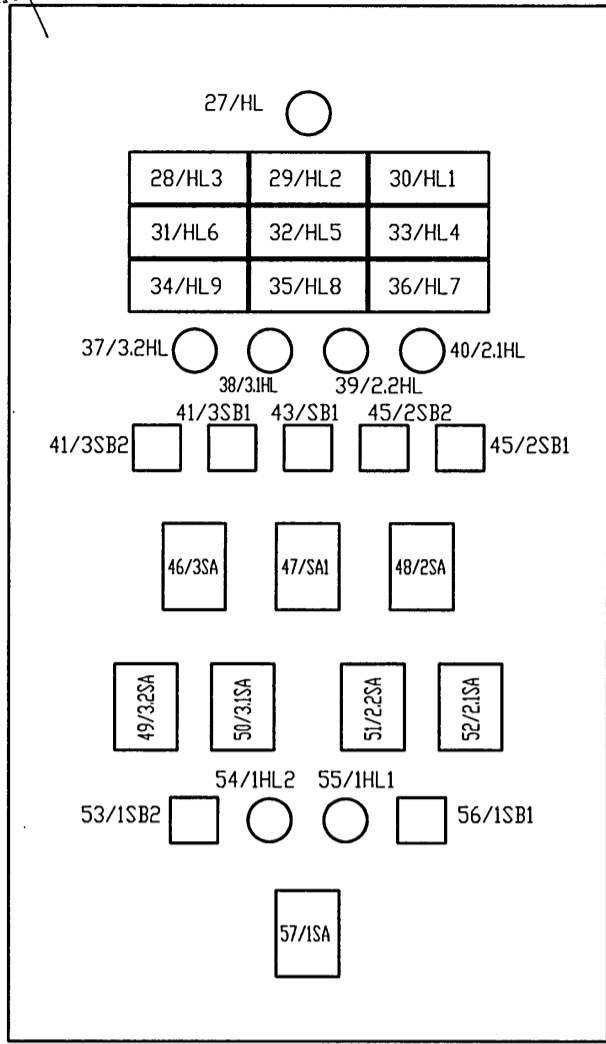 27/HL
28/HL3 29/HL2 30/HL1
31/HL6 32/HL5 33/HL4
34/HL9 35/HL8 36/HL7
37/3.2HL 40/2.1HL
38/3.1HL 39/2.2HL
41/3SB1 43/SB1 45/2SB2
41/3SB2 45/2SB1
46/3SA 47/SA1 48/2SA
49/3.2SA 50/3.1SA 51/2.2SA 52/2.1SA
54/1HL2 55/1HL1
53/1SB2 56/1SB1
57/1SA